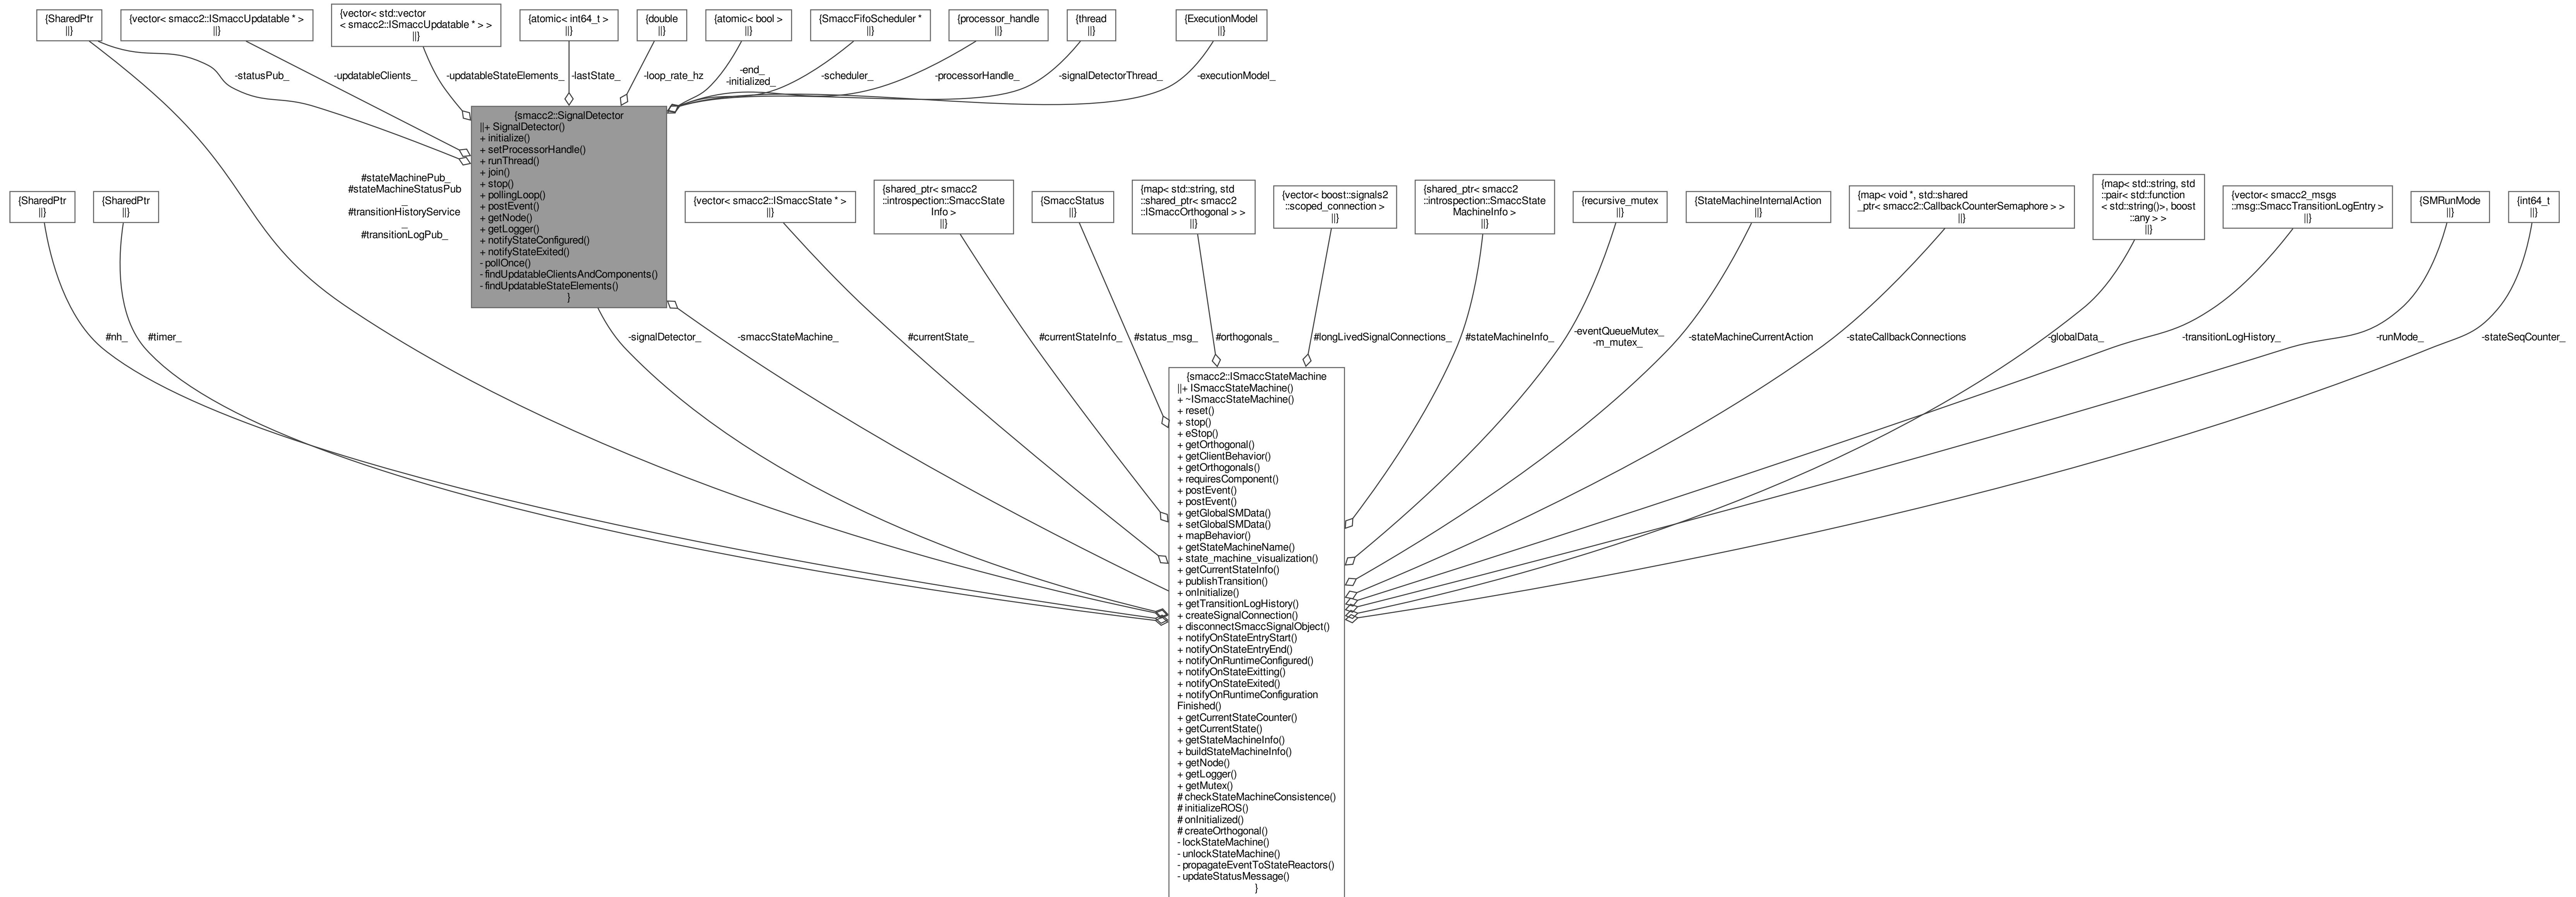 {SharedPtr
||}
{vector< smacc2::ISmaccUpdatable * >
||}
{vector< std::vector
< smacc2::ISmaccUpdatable * > >
||}
{atomic< int64_t >
||}
{double
||}
{atomic< bool >
||}
{SmaccFifoScheduler *
||}
{processor_handle
||}
{thread
||}
{ExecutionModel
||}
-statusPub_
-updatableClients_
-updatableStateElements_
-lastState_
-loop_rate_hz
-end_
-initialized_
-scheduler_
-processorHandle_
-signalDetectorThread_
-executionModel_
{smacc2::SignalDetector
||+ SignalDetector()
+ initialize()
+ setProcessorHandle()
+ runThread()
+ join()
+ stop()
+ pollingLoop()
+ postEvent()
+ getNode()
+ getLogger()
+ notifyStateConfigured()
+ notifyStateExited()
- pollOnce()
- findUpdatableClientsAndComponents()
- findUpdatableStateElements()
}
#stateMachinePub_
#stateMachineStatusPub
_
#transitionHistoryService
_
#transitionLogPub_
{SharedPtr
||}
{SharedPtr
||}
{vector< smacc2::ISmaccState * >
||}
{shared_ptr< smacc2
::introspection::SmaccState
Info >
||}
{SmaccStatus
||}
{map< std::string, std
::shared_ptr< smacc2
::ISmaccOrthogonal > >
||}
{vector< boost::signals2
::scoped_connection >
||}
{shared_ptr< smacc2
::introspection::SmaccState
MachineInfo >
||}
{recursive_mutex
||}
{StateMachineInternalAction
||}
{map< void *, std::shared
_ptr< smacc2::CallbackCounterSemaphore > >
||}
{map< std::string, std
::pair< std::function
< std::string()>, boost
::any > >
||}
{vector< smacc2_msgs
::msg::SmaccTransitionLogEntry >
||}
{SMRunMode
||}
{int64_t
||}
#nh_
#timer_
-signalDetector_
-smaccStateMachine_
#currentState_
#currentStateInfo_
#status_msg_
#orthogonals_
#longLivedSignalConnections_
#stateMachineInfo_
-eventQueueMutex_
-m_mutex_
-stateMachineCurrentAction
-stateCallbackConnections
-globalData_
-transitionLogHistory_
-runMode_
-stateSeqCounter_
{smacc2::ISmaccStateMachine
||+ ISmaccStateMachine()
+ ~ISmaccStateMachine()
+ reset()
+ stop()
+ eStop()
+ getOrthogonal()
+ getClientBehavior()
+ getOrthogonals()
+ requiresComponent()
+ postEvent()
+ postEvent()
+ getGlobalSMData()
+ setGlobalSMData()
+ mapBehavior()
+ getStateMachineName()
+ state_machine_visualization()
+ getCurrentStateInfo()
+ publishTransition()
+ onInitialize()
+ getTransitionLogHistory()
+ createSignalConnection()
+ disconnectSmaccSignalObject()
+ notifyOnStateEntryStart()
+ notifyOnStateEntryEnd()
+ notifyOnRuntimeConfigured()
+ notifyOnStateExitting()
+ notifyOnStateExited()
+ notifyOnRuntimeConfiguration
Finished()
+ getCurrentStateCounter()
+ getCurrentState()
+ getStateMachineInfo()
+ buildStateMachineInfo()
+ getNode()
+ getLogger()
+ getMutex()
# checkStateMachineConsistence()
# initializeROS()
# onInitialized()
# createOrthogonal()
- lockStateMachine()
- unlockStateMachine()
- propagateEventToStateReactors()
- updateStatusMessage()
}